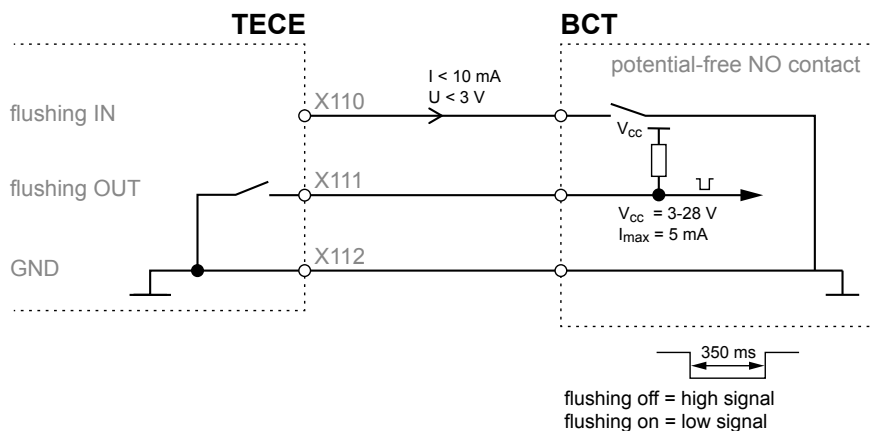 TECE
BCT
potential-free NO contact
I < 10 mA
U < 3 V
flushing IN
X110
Vcc
flushing OUT
X111
Vcc = 3-28 V
Imax = 5 mA
GND
X112
350 ms
flushing off = high signal
flushing on = low signal